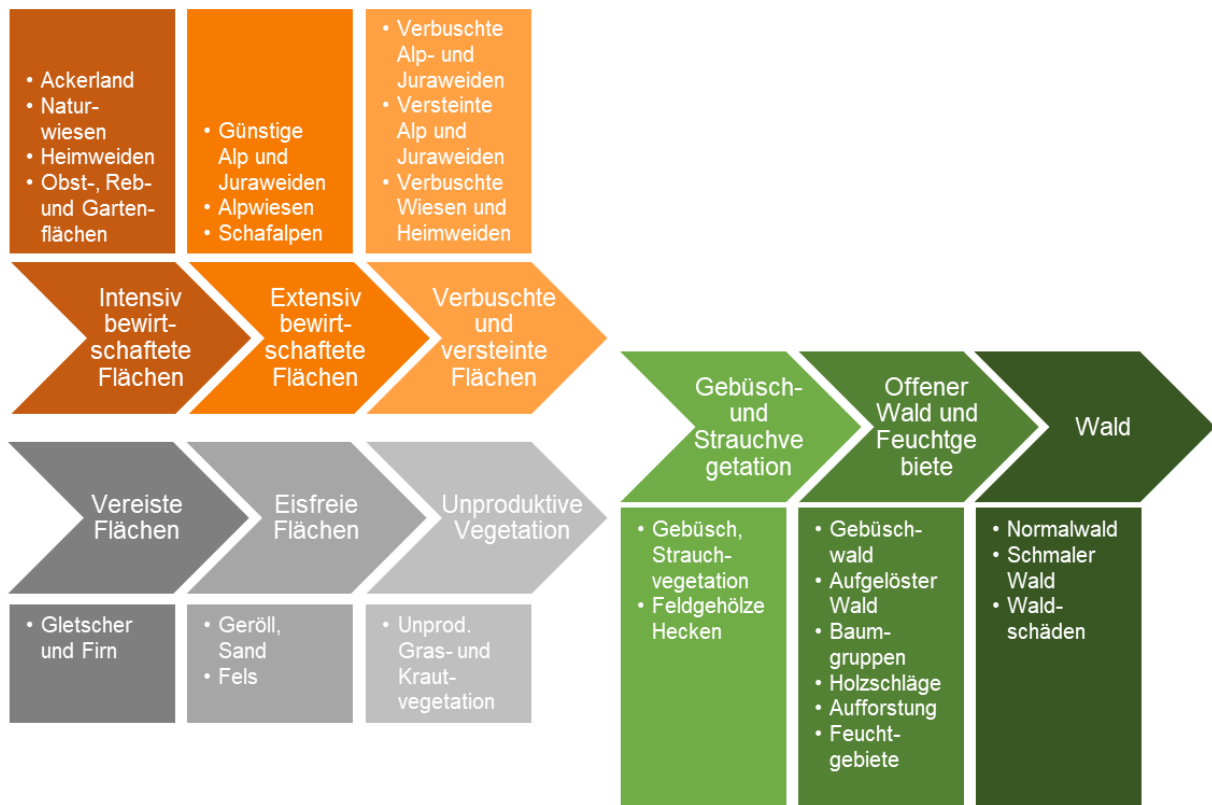 • Ackerland
• Natur-
wiesen
• Heimweiden
• Obst-, Reb-
und Garten-
flächen
• Günstige
Alp und
Juraweiden
• Alpwiesen
• Schafalpen
• Verbuschte
Alp- und
Juraweiden
• Versteinte
Alp und
Juraweiden
• Verbuschte
Wiesen und
Heimweiden
Intensiv
bewirt-
schaftete
Flächen
Extensiv
bewirt-
schaftete
Flächen
Verbuschte
und
versteinte
Flächen
Vereiste
Flächen
Eisfreie
Flächen
Unproduktive
Vegetation
• Gletscher
und Firn
• Geröll,
Sand
• Fels
• Unprod.
Gras- und
Kraut-
vegetation
Gebüsch-
und
Strauchve
getation
Offener
Wald und
Feuchtge
biete
Wald
• Gebüsch,
Strauch-
vegetation
• Feldgehölze
Hecken
• Gebüsch-
wald
• Aufgelöster
Wald
• Baum-
gruppen
• Holzschläge
• Aufforstung
• Feucht-
gebiete
• Normalwald
• Schmaler
Wald
• Wald-
schäden